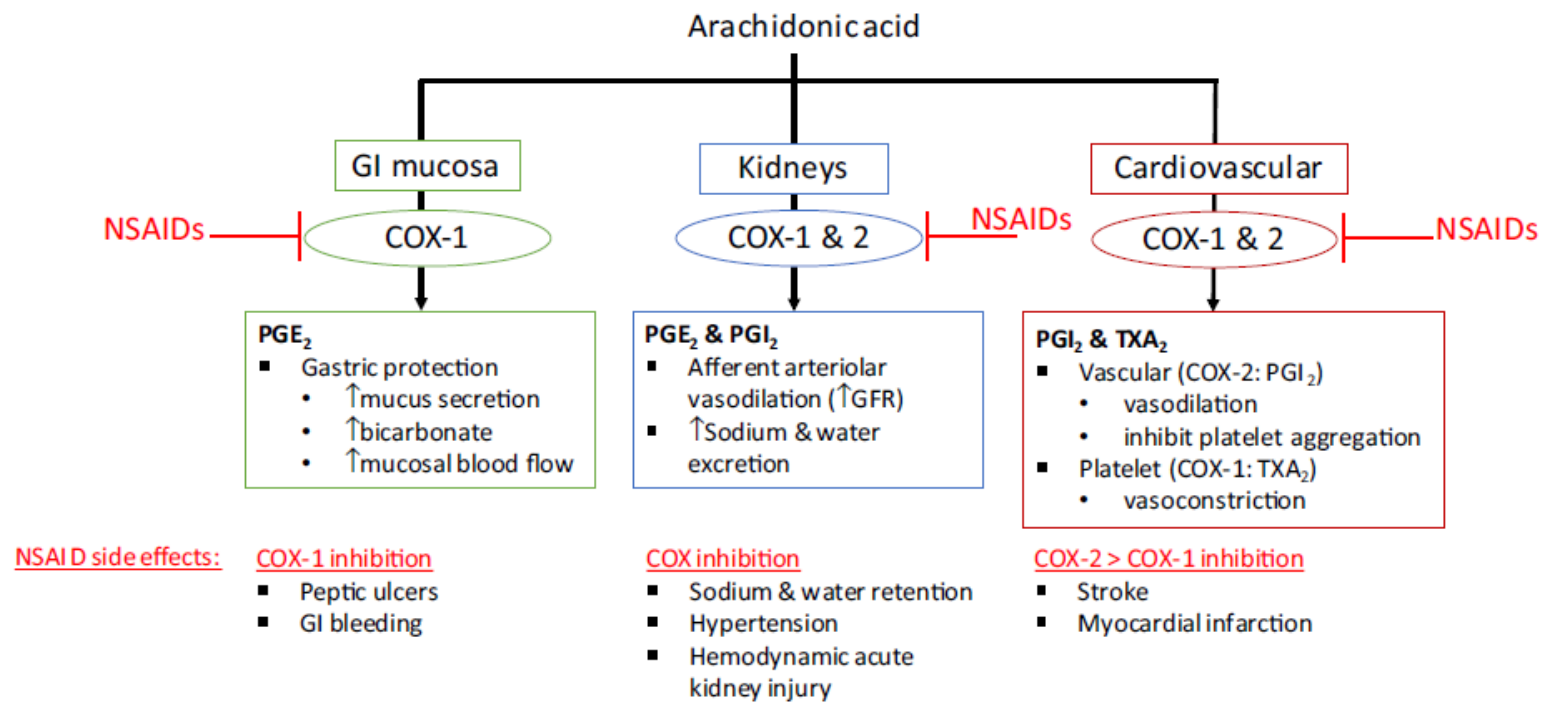 Arachidonic acid
GI mucosa
Kidneys
Cardiovascular
NSAIDs
COX-1
COX-1 & 2
NSAIDs
COX-1 & 2
NSAIDs
PGE₂
▪ Gastric protection
• ↑mucus secretion
• ↑bicarbonate
• ↑mucosal blood flow
PGE₂ & PGI₂
▪ Afferent arteriolar
vasodilation (↑GFR)
▪ ↑Sodium & water
excretion
PGI₂ & TXA₂
▪ Vascular (COX-2: PGI₂)
• vasodilation
• inhibit platelet aggregation
▪ Platelet (COX-1: TXA₂)
• vasoconstriction
NSAID side effects:
COX-1 inhibition
▪ Peptic ulcers
▪ GI bleeding
COX inhibition
▪ Sodium & water retention
▪ Hypertension
▪ Hemodynamic acute
kidney injury
COX-2 > COX-1 inhibition
▪ Stroke
▪ Myocardial infarction